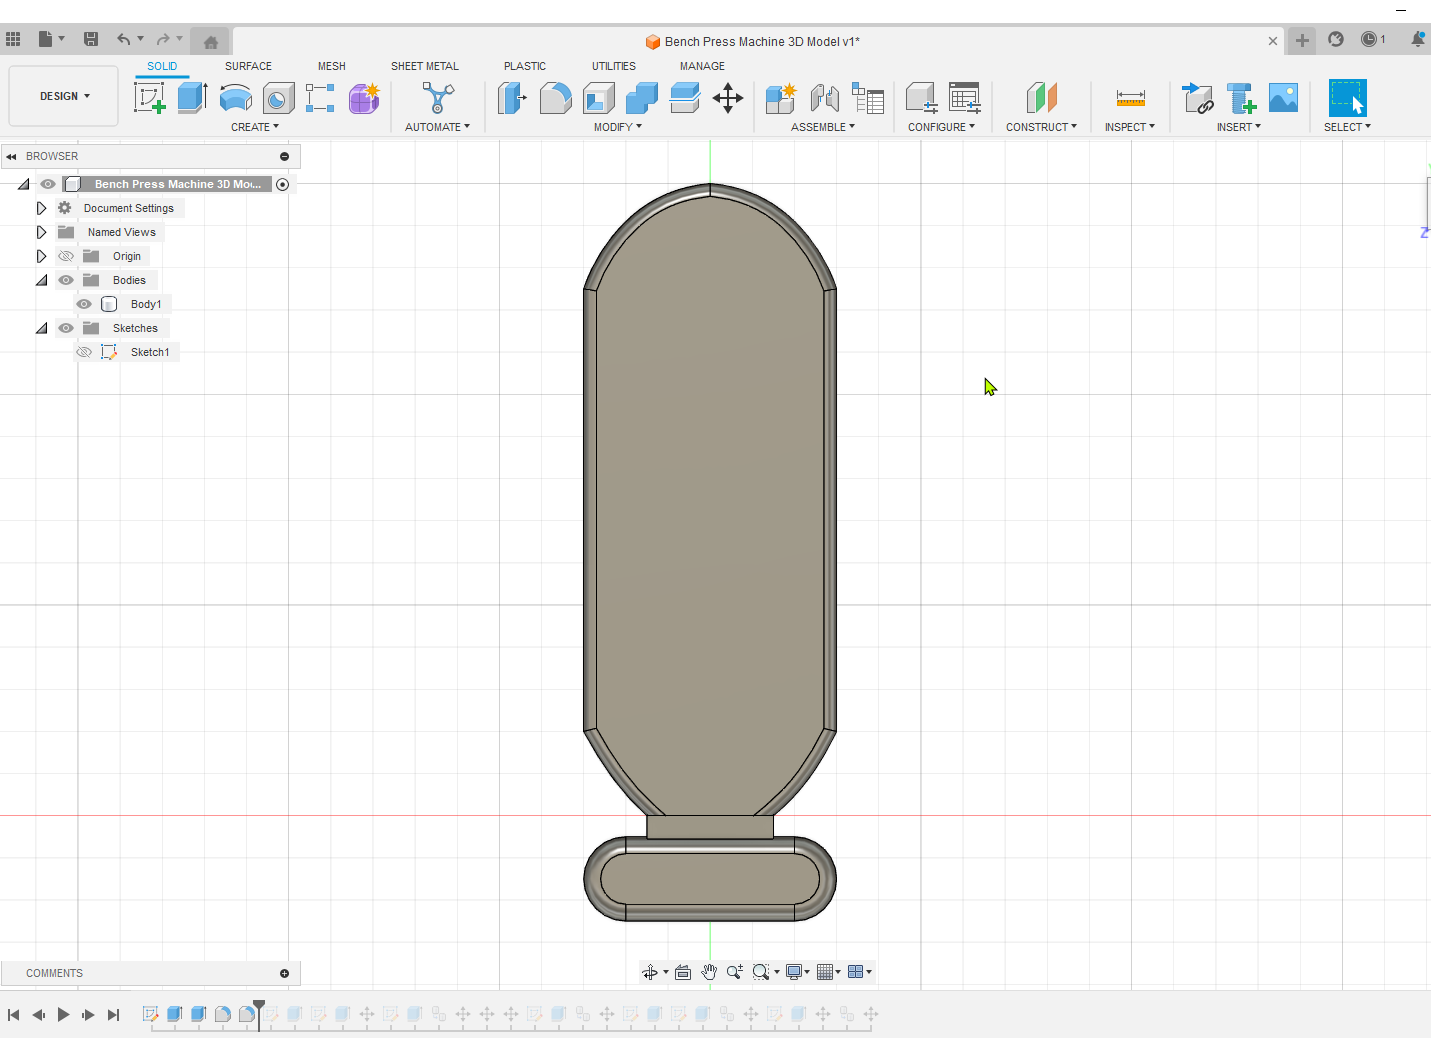 Bench Press Machine 3D Model v1*
1
DESIGN
SOLID
SURFACE
MESH
SHEET METAL
PLASTIC
UTILITIES
MANAGE
CREATE
AUTOMATE
MODIFY
ASSEMBLE
CONFIGURE
CONSTRUCT
INSPECT
INSERT
SELECT
BROWSER
Bench Press Machine 3D Mo...
Document Settings
Named Views
Origin
Bodies
Body1
Sketches
Sketch1
Z
COMMENTS